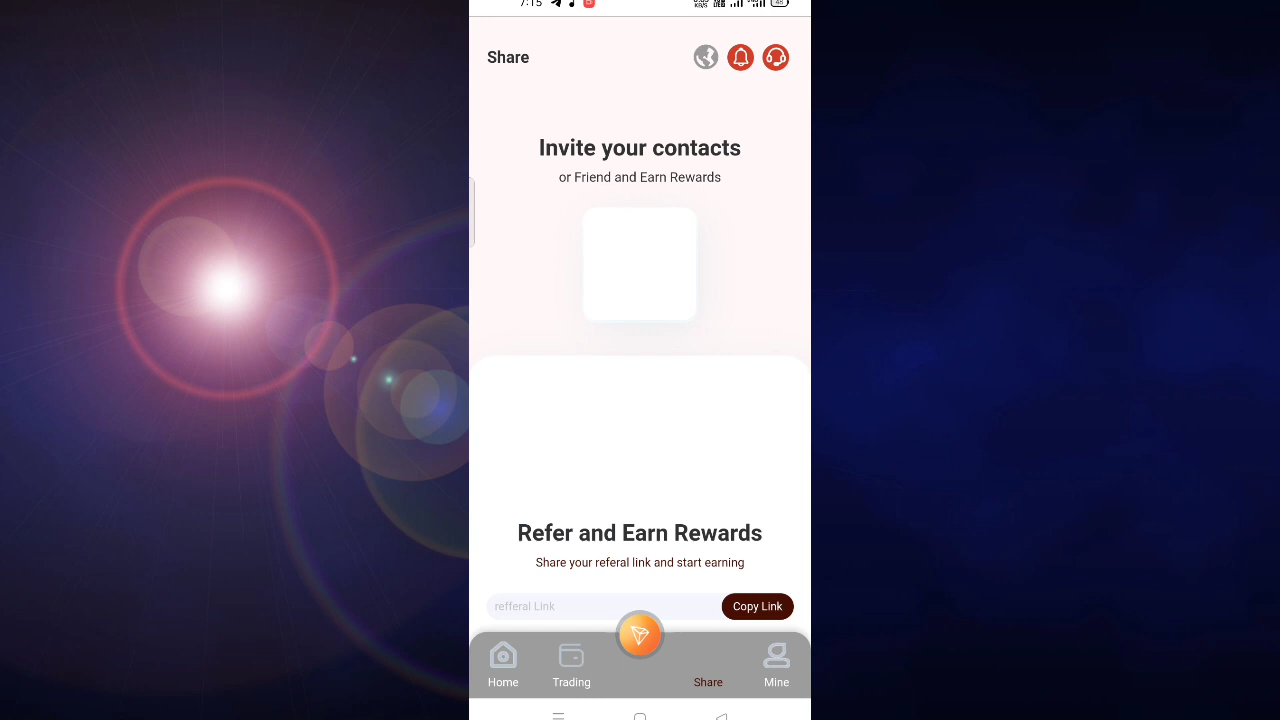 7:15
Share
Invite your contacts
or Friend and Earn Rewards
Refer and Earn Rewards
Share your referal link and start earning
refferal Link
Copy Link
Home
Trading
Share
Mine